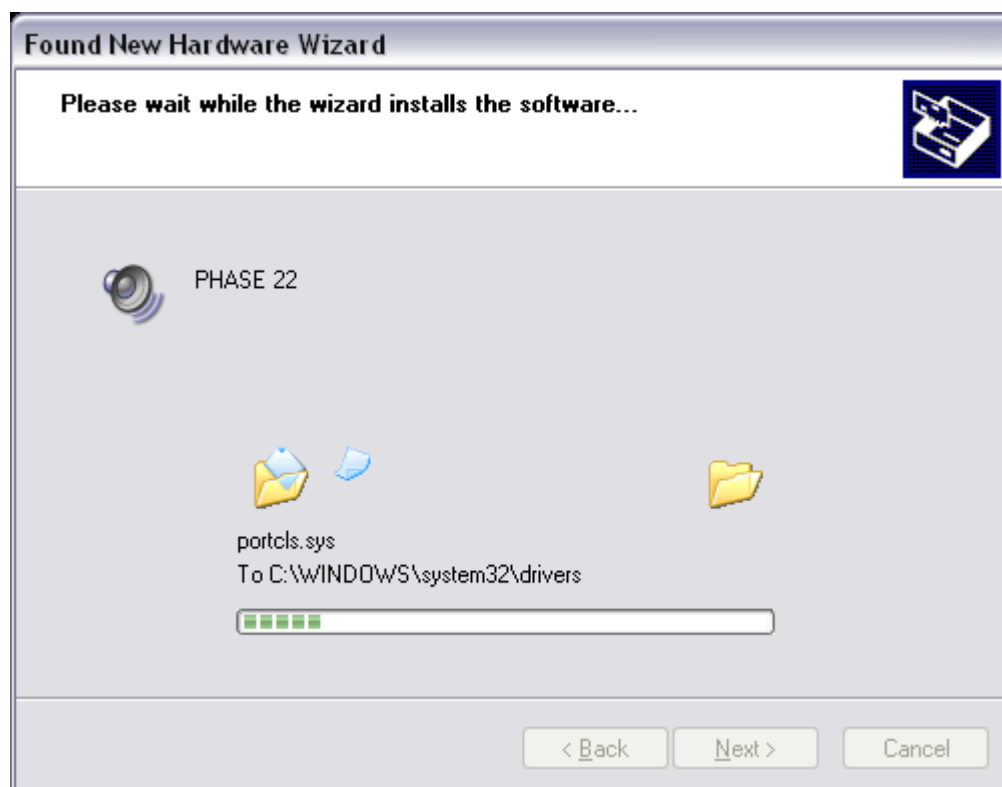 Found New Hardware Wizard
Please wait while the wizard installs the software...
PHASE 22
portcls.sys
To C:\WINDOWS\system32\drivers
< Back
Next >
Cancel